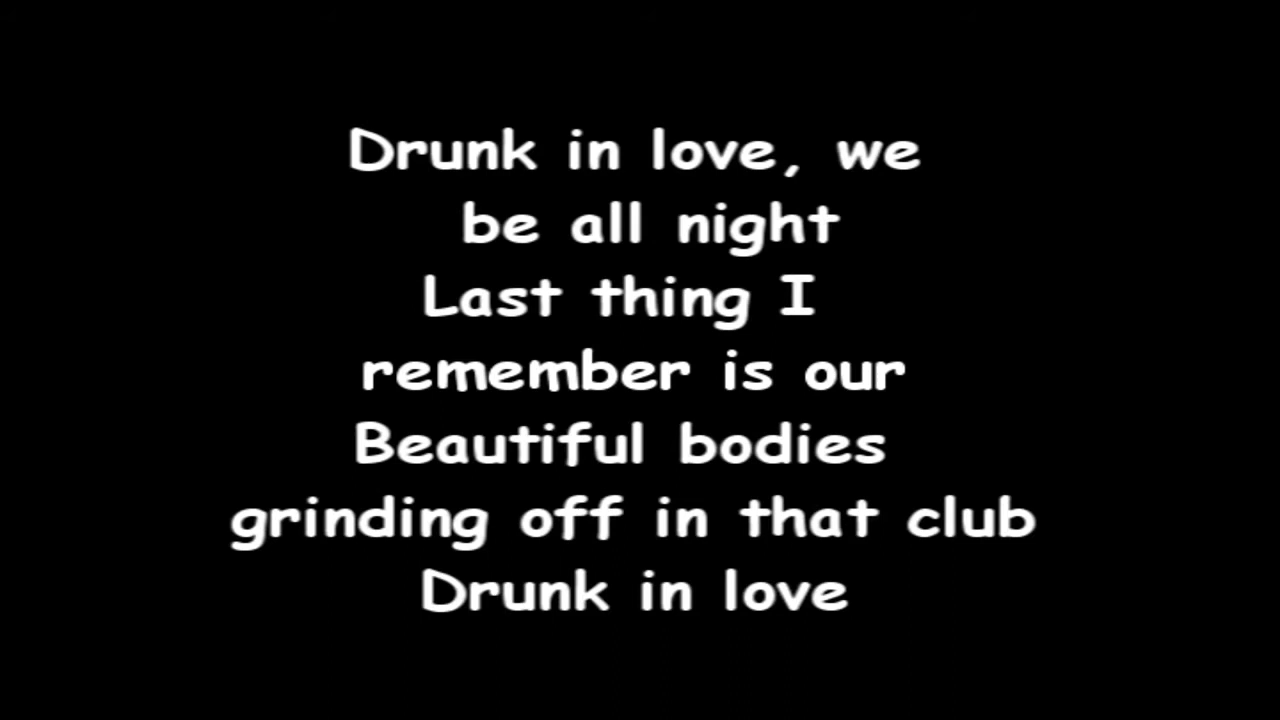 Drunk in love, we
be all night
Last thing I
remember is our
Beautiful bodies
grinding off in that club
Drunk in love